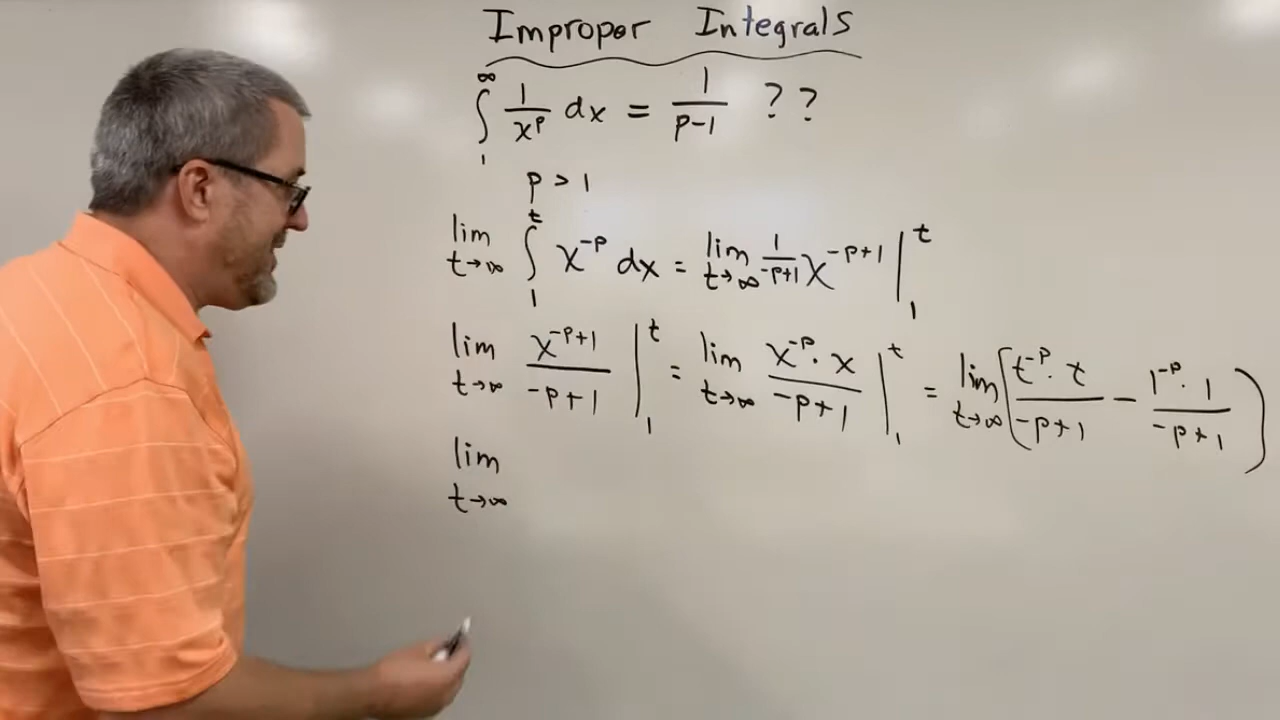 Improper Integrals
∫₁^∞ 1/x^p dx = 1/(p-1) ??
p > 1
lim t→∞ ∫₁^t x^(-p) dx = lim t→∞ 1/(-p+1) x^(-p+1) |₁^t
lim t→∞ x^(-p+1)/(-p+1) |₁^t = lim t→∞ (x^(-p) · x)/(-p+1) |₁^t = lim t→∞ ((t^(-p) · t)/(-p+1) - (1^(-p) · 1)/(-p+1))
lim t→∞